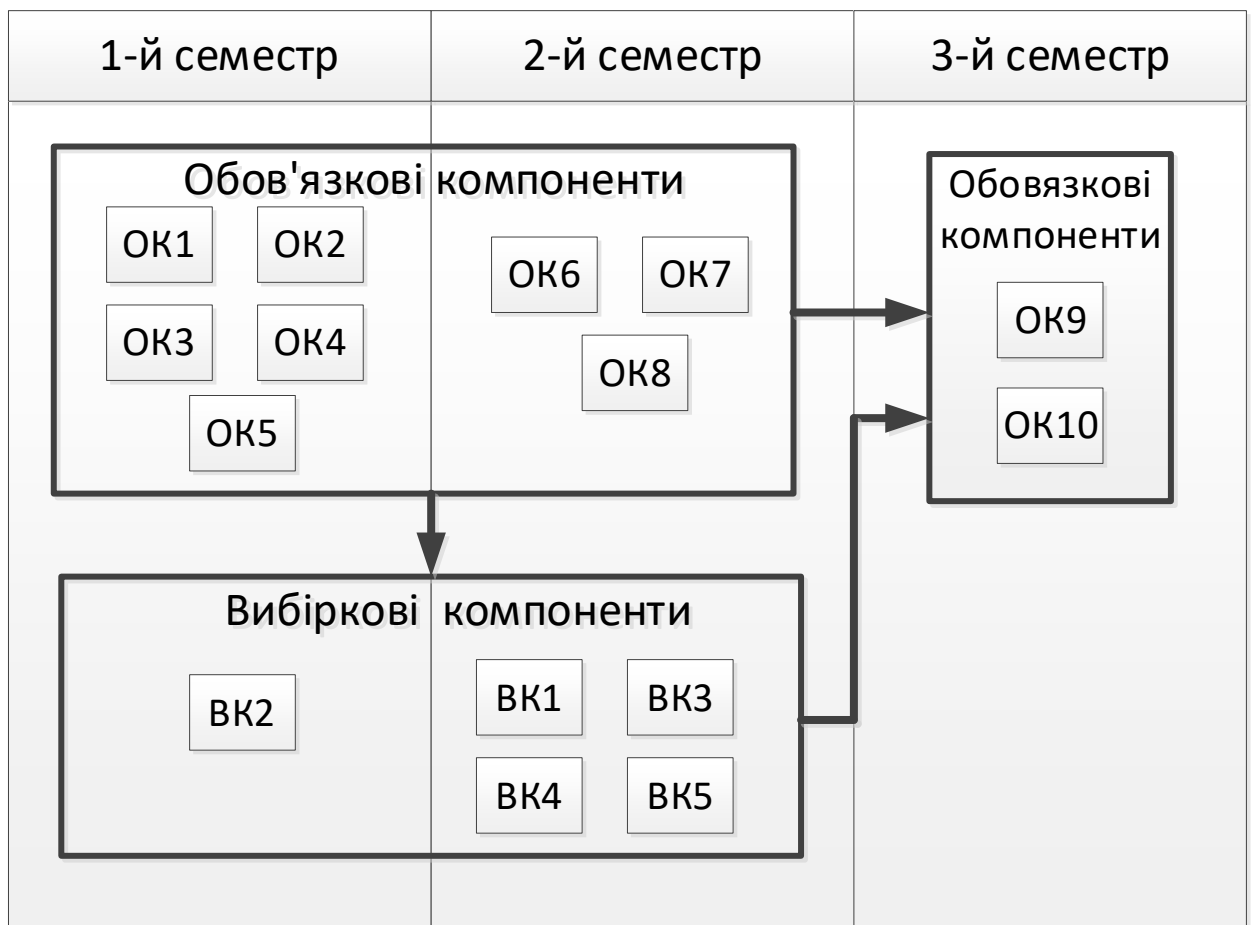 1-й семестр
2-й семестр
3-й семестр
Обов'язкові компоненти
ОК1
ОК2
ОК3
ОК4
ОК5
ОК6
ОК7
ОК8
Обовязкові
компоненти
ОК9
ОК10
Вибіркові компоненти
ВК2
ВК1
ВК3
ВК4
ВК5